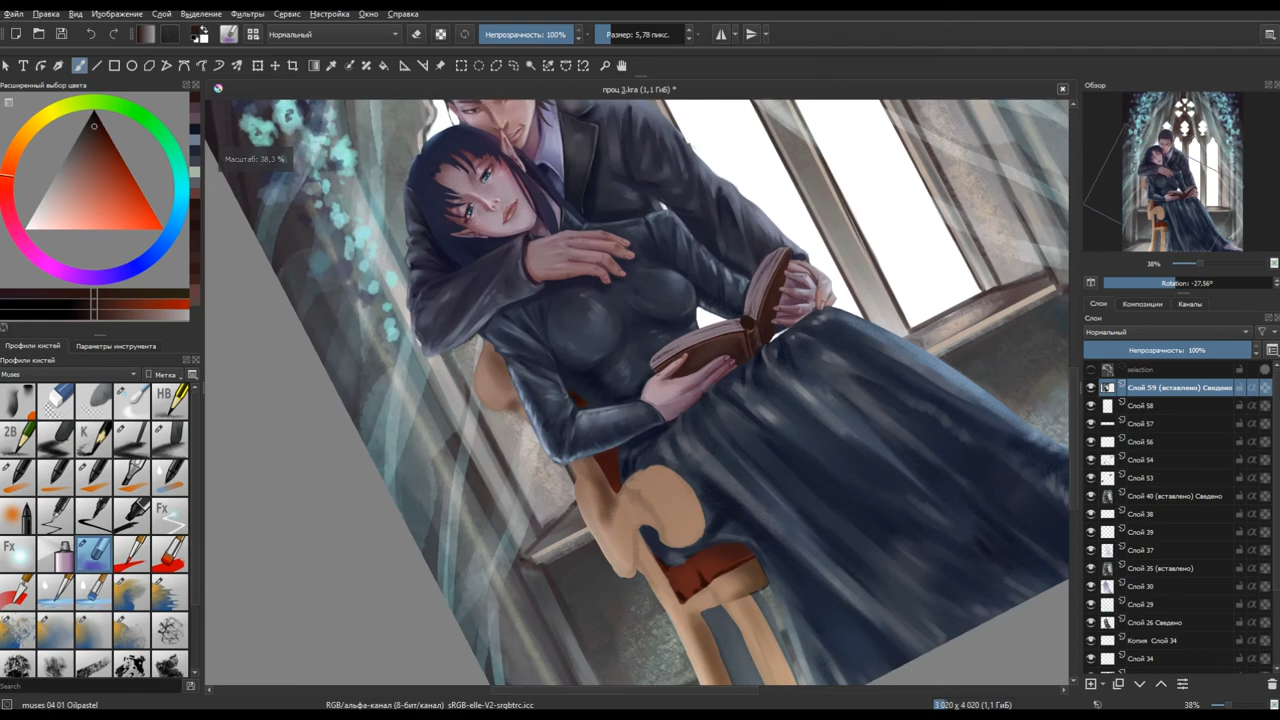 Файл Правка Вид Изображение Слой Выделение Фильтры Сервис Настройка Окно Справка
Нормальный Непрозрачность: 100% Размер: 5,78 пикс.
Расширенный выбор цвета
проц 3.kra (1,1 ГиБ) *
Обзор
Масштаб: 38,3 %
38%
Rotation: -27,56°
Слои Композиции Каналы
Слои
Нормальный
Непрозрачность: 100%
selection
Слой 59 (вставлено) Сведено
Слой 58
Слой 57
Слой 56
Слой 54
Слой 53
Слой 40 (вставлено) Сведено
Слой 38
Слой 39
Слой 37
Слой 35 (вставлено)
Слой 30
Слой 29
Слой 26 Сведено
Копия Слой 34
Слой 34
Профили кистей Параметры инструмента
Профили кистей
Muses Метка
HB
2B K
Fx
Fx
Search
muses 04 01 Oilpastel
RGB/альфа-канал (8-бит/канал) sRGB-elle-V2-srgbtrc.icc
3 020 x 4 020 (1,1 ГиБ)
38%